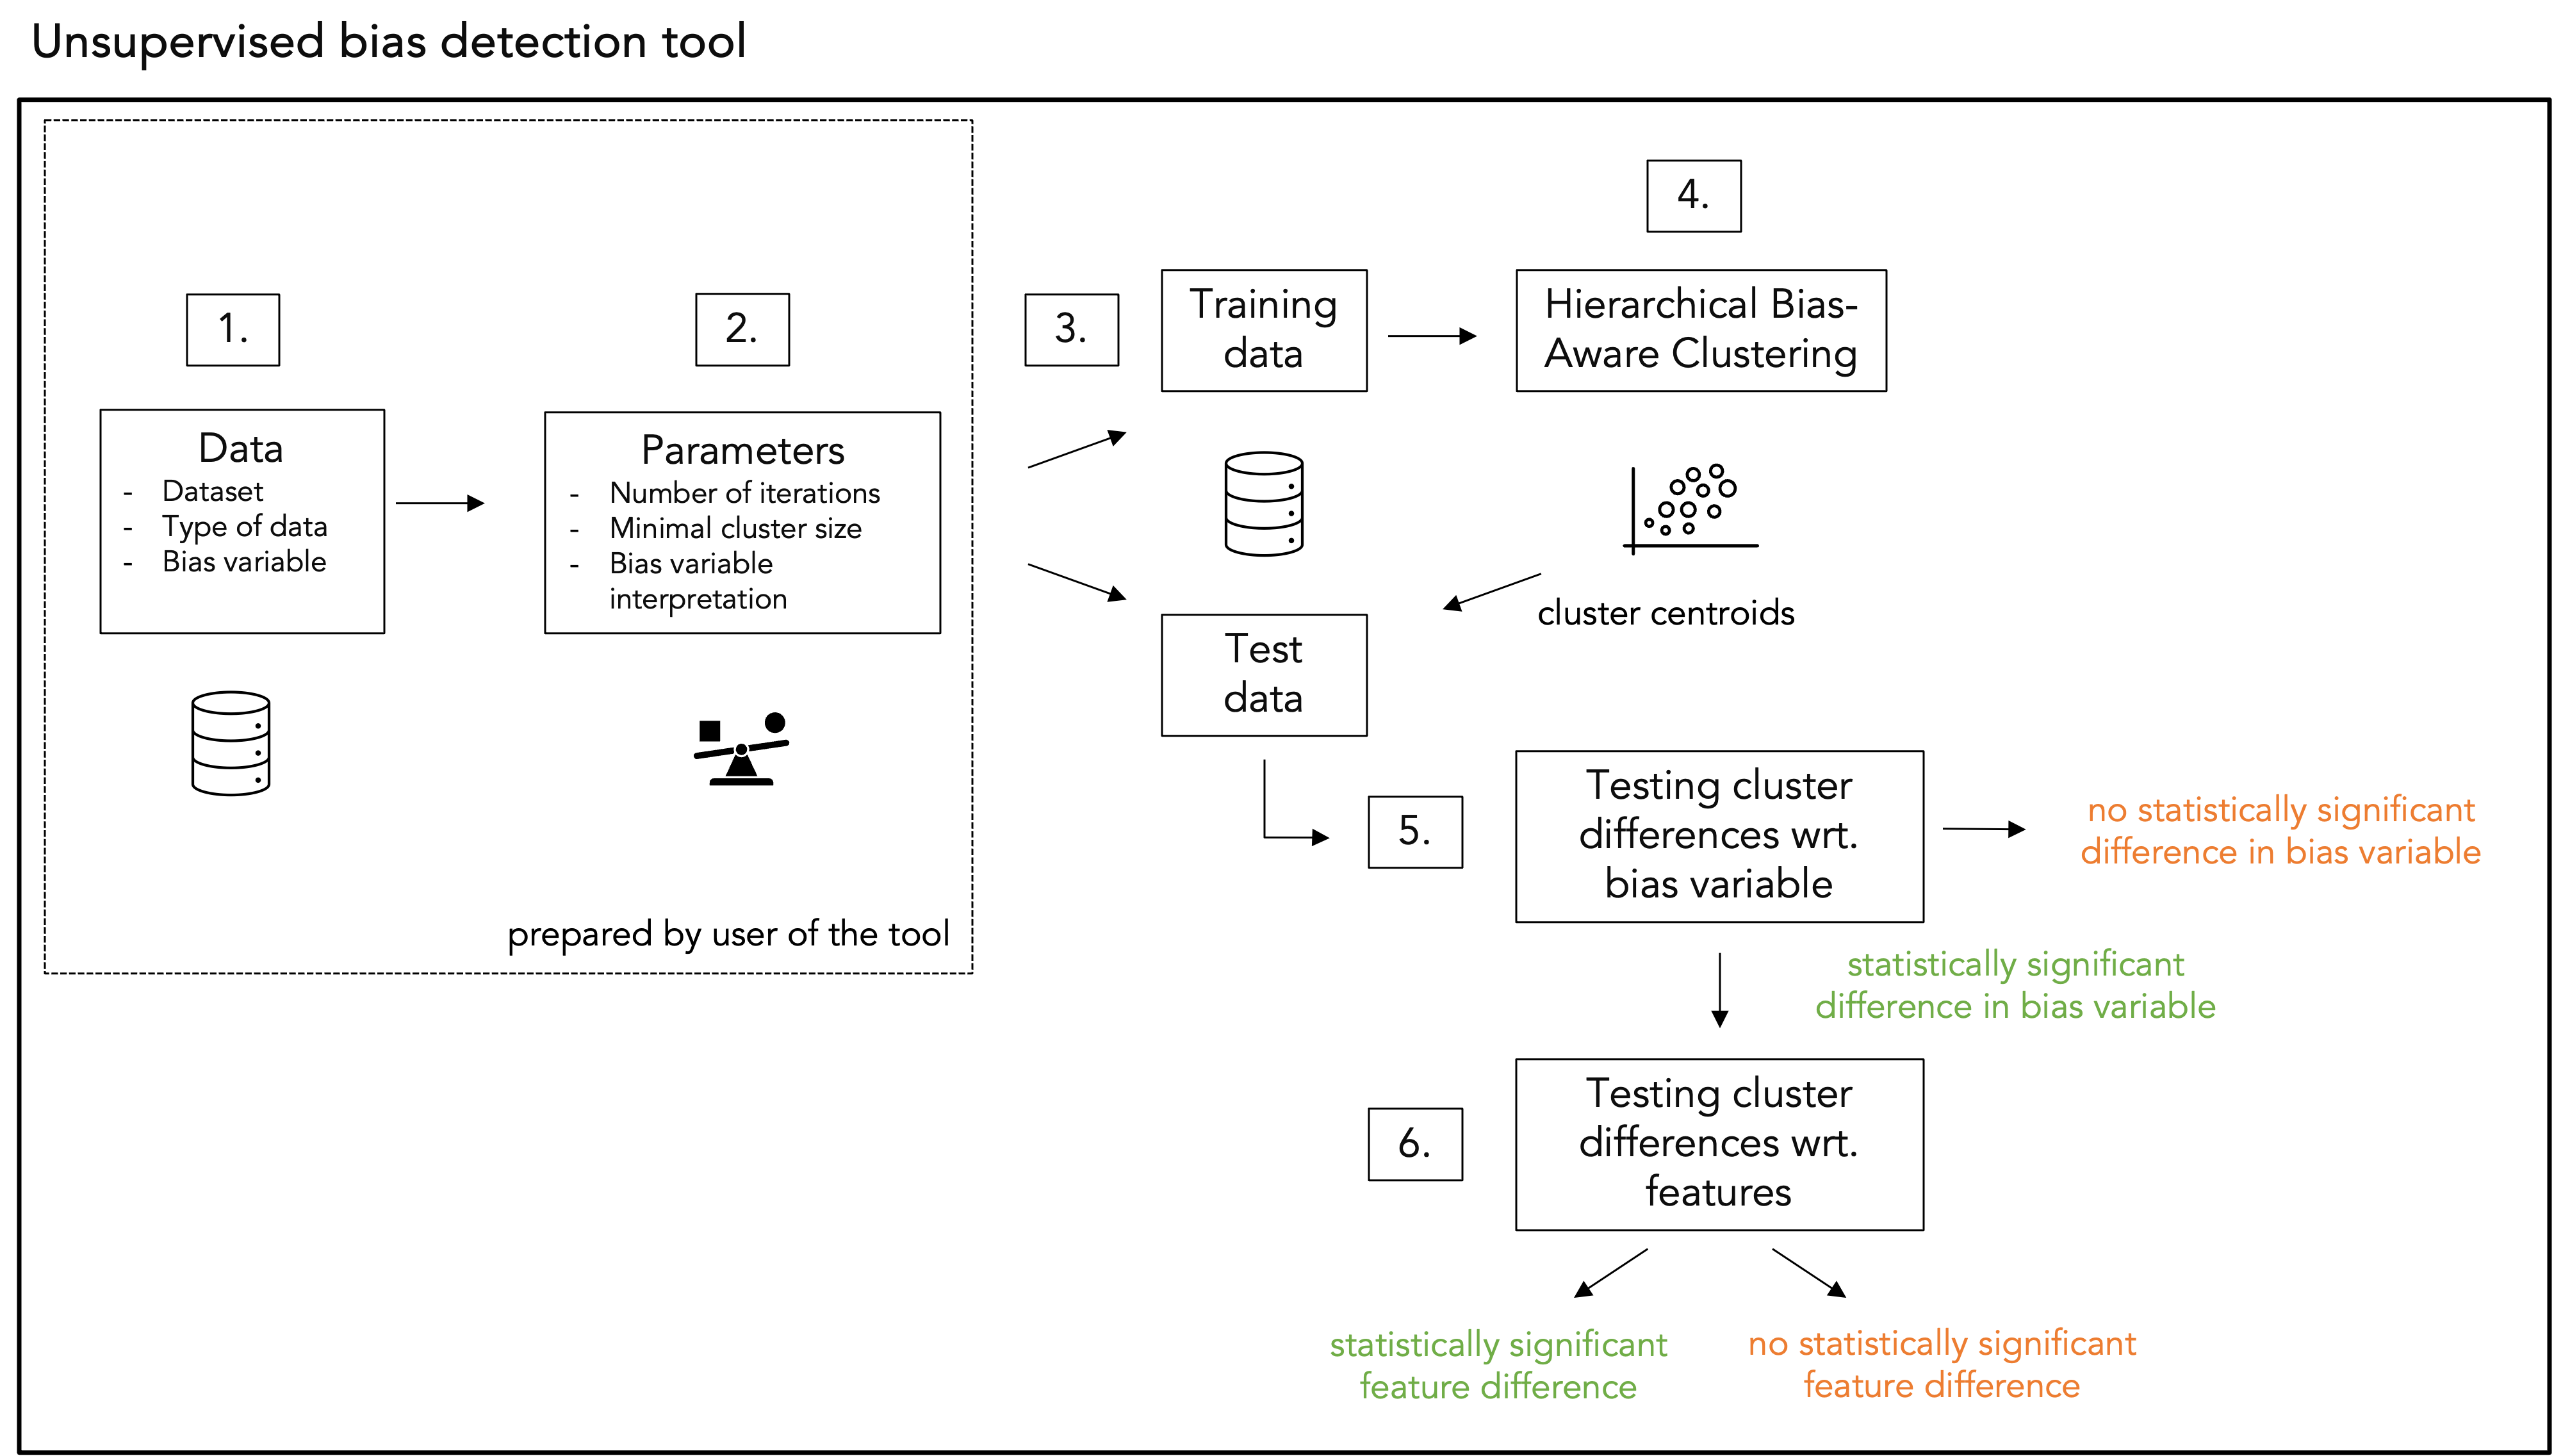 Unsupervised bias detection tool
1.
Data
- Dataset
- Type of data
- Bias variable
2.
Parameters
- Number of iterations
- Minimal cluster size
- Bias variable
interpretation
prepared by user of the tool
3.
Training
data
Test
data
4.
Hierarchical Bias-
Aware Clustering
cluster centroids
5.
Testing cluster
differences wrt.
bias variable
no statistically significant
difference in bias variable
statistically significant
difference in bias variable
6.
Testing cluster
differences wrt.
features
statistically significant
feature difference
no statistically significant
feature difference